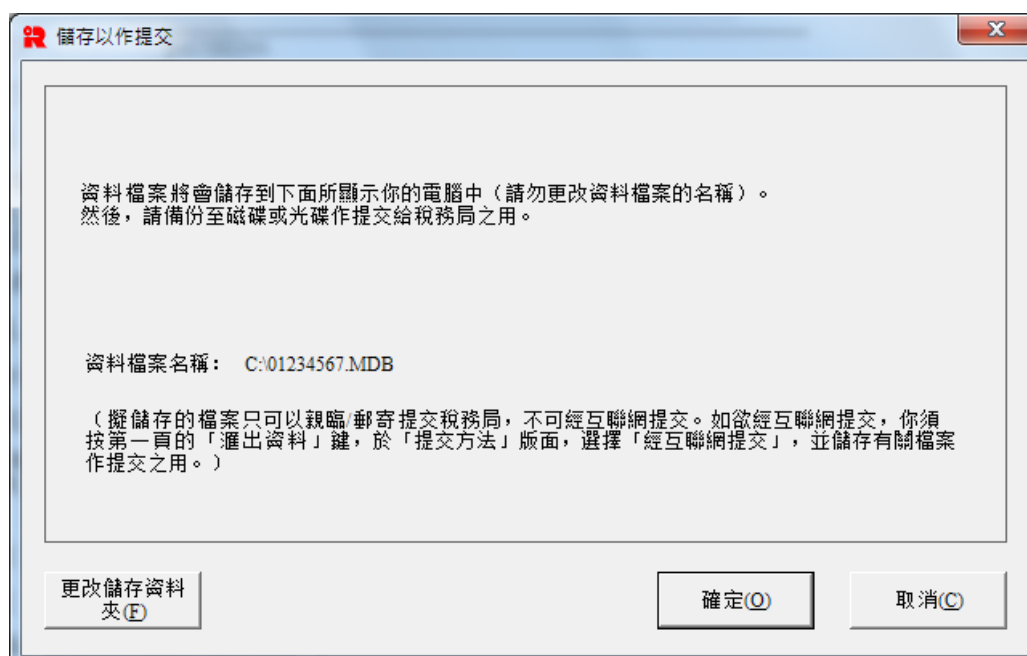 儲存以作提交
資料檔案將會儲存到下面所顯示你的電腦中（請勿更改資料檔案的名稱）。
然後，請備份至磁碟或光碟作提交給稅務局之用。
資料檔案名稱： C:\01234567.MDB
（擬儲存的檔案只可以親臨/郵寄提交稅務局，不可經互聯網提交。如欲經互聯網提交，你須
按第一頁的「滙出資料」鍵，於「提交方法」版面，選擇「經互聯網提交」，並儲存有關檔案
作提交之用。）
更改儲存資料
夾(F)
確定(O)
取消(C)